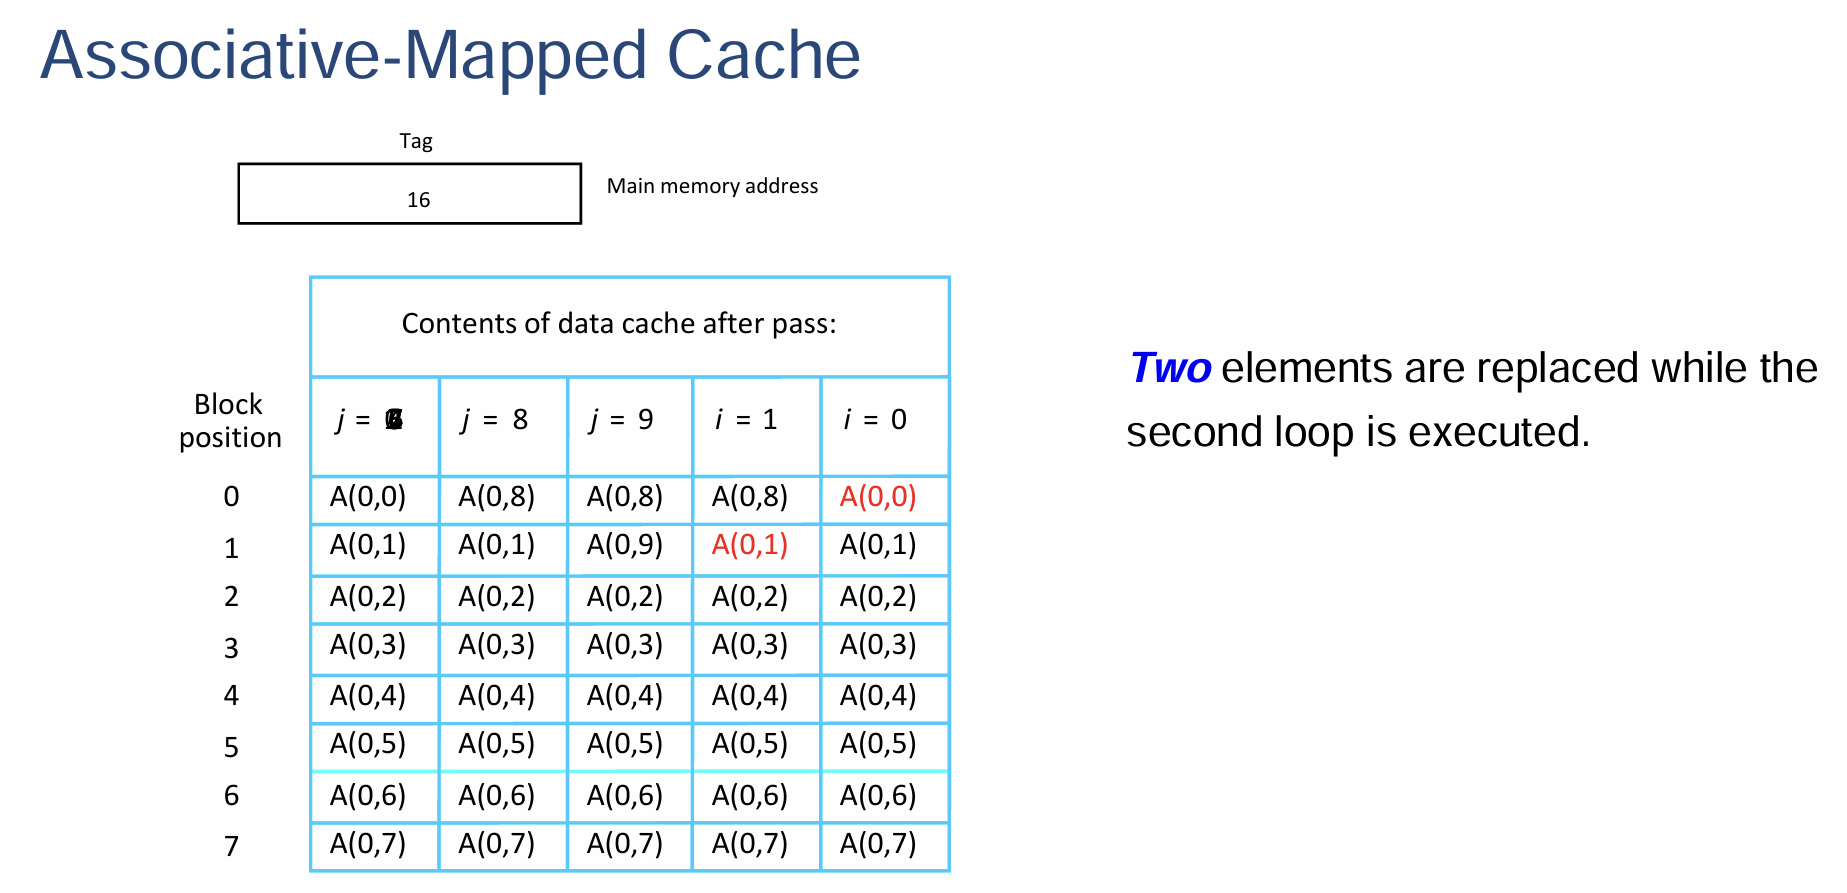 Associative-Mapped Cache
Tag
16
Main memory address
Contents of data cache after pass:
Block
position
j = j = 8 j = 9 i = 1 i = 0
0 A(0,0) A(0,8) A(0,8) A(0,8) A(0,0)
1 A(0,1) A(0,1) A(0,9) A(0,1) A(0,1)
2 A(0,2) A(0,2) A(0,2) A(0,2) A(0,2)
3 A(0,3) A(0,3) A(0,3) A(0,3) A(0,3)
4 A(0,4) A(0,4) A(0,4) A(0,4) A(0,4)
5 A(0,5) A(0,5) A(0,5) A(0,5) A(0,5)
6 A(0,6) A(0,6) A(0,6) A(0,6) A(0,6)
7 A(0,7) A(0,7) A(0,7) A(0,7) A(0,7)
Two elements are replaced while the
second loop is executed.